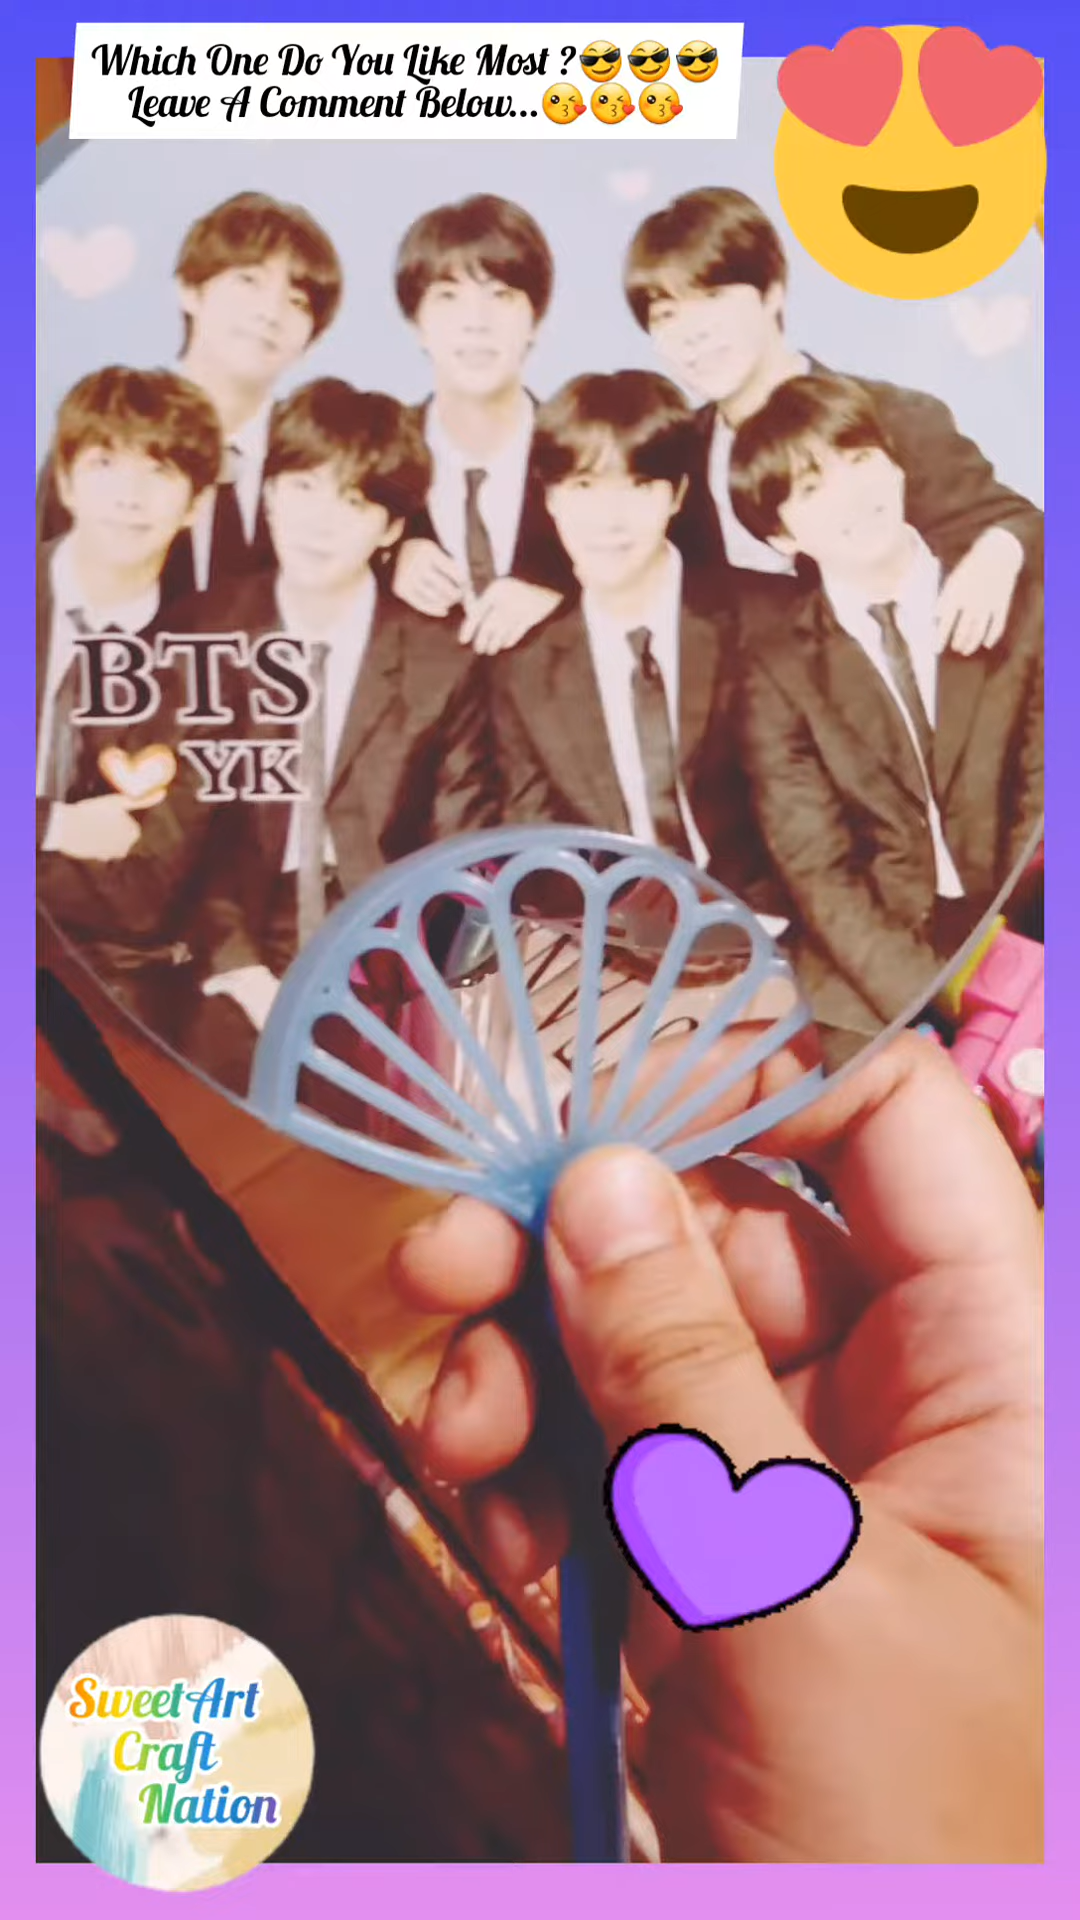 Which One Do You Like Most ?😎😎😎
Leave A Comment Below...😘😘😘
BTS
YK
Sweet Art
Craft
Nation